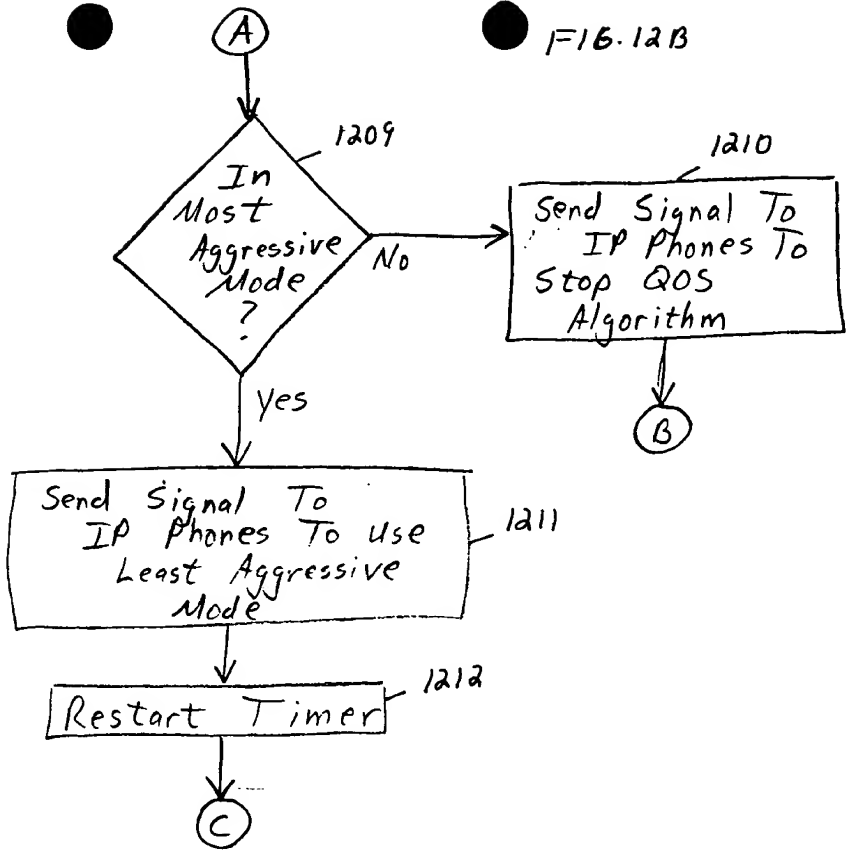 A
FIG. 12B
1209
In
Most
Aggressive
Mode
?
No
1210
Send Signal To
IP Phones To
Stop QOS
Algorithm
B
Yes
Send Signal To
IP Phones To Use
Least Aggressive
Mode
1211
1212
Restart Timer
C